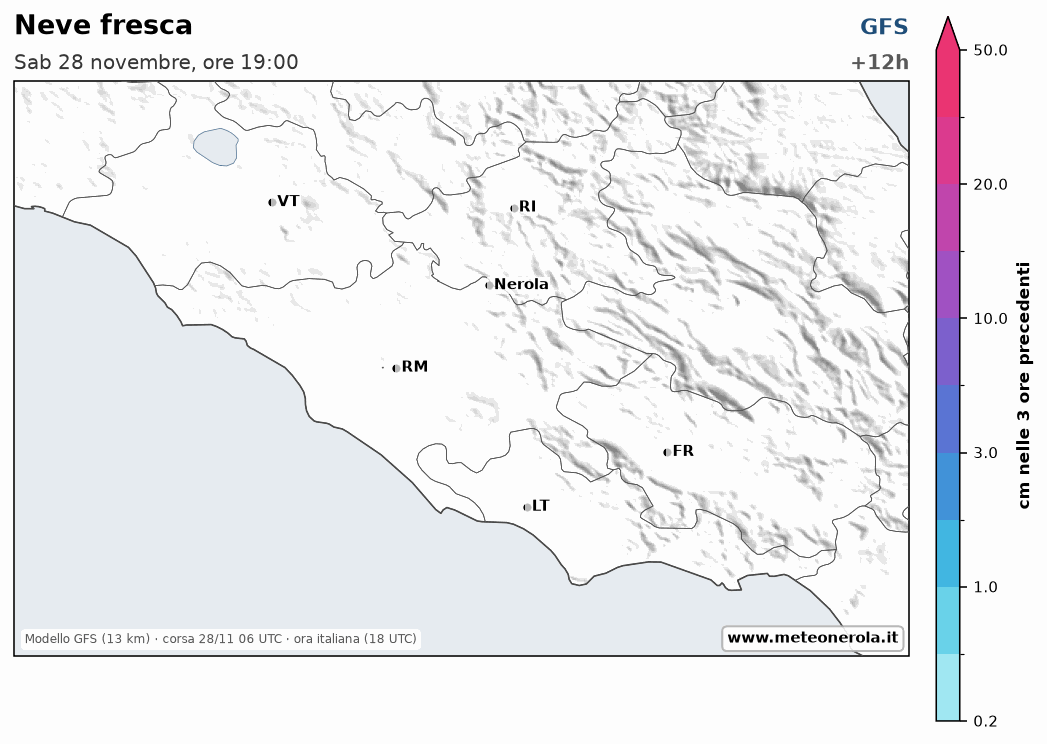 Neve fresca
GFS
Sab 28 novembre, ore 19:00
+12h
50.0
20.0
10.0
3.0
1.0
0.2
cm nelle 3 ore precedenti
VT
RI
Nerola
RM
FR
LT
Modello GFS (13 km) · corsa 28/11 06 UTC · ora italiana (18 UTC)
www.meteonerola.it